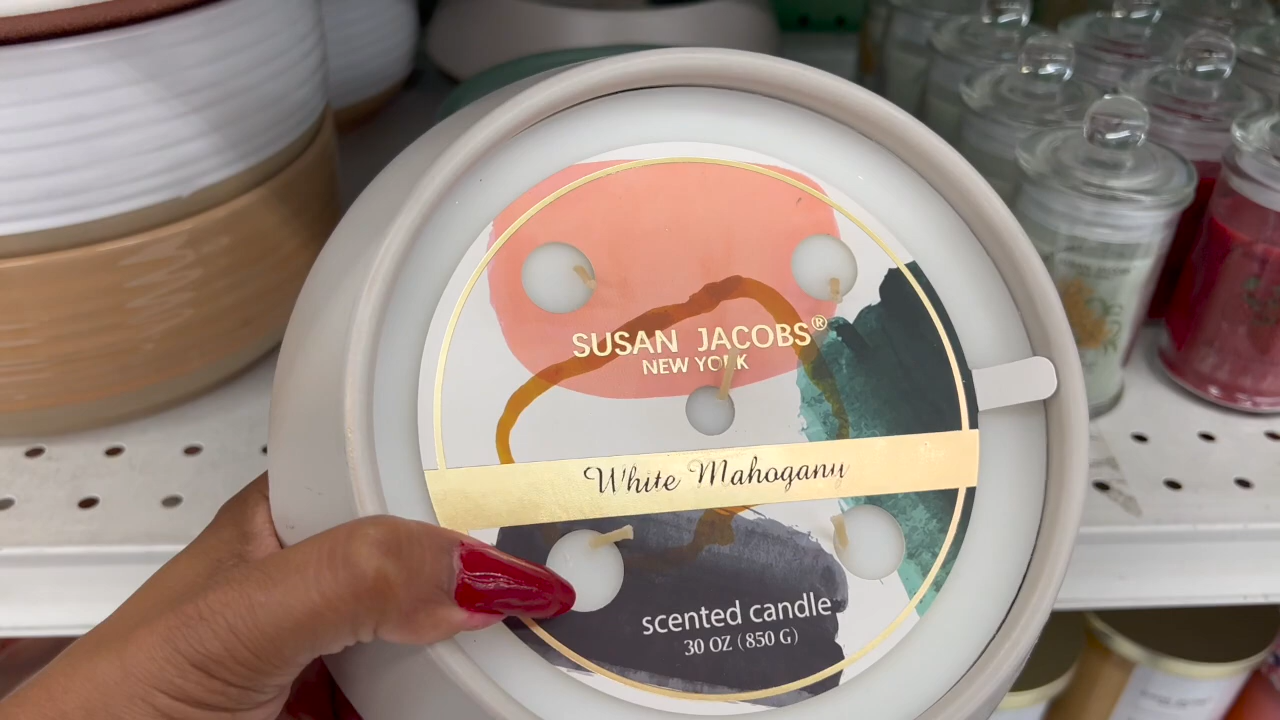 SUSAN JACOBS®
NEW YORK
White Mahogany
scented candle
30 OZ (850 G)